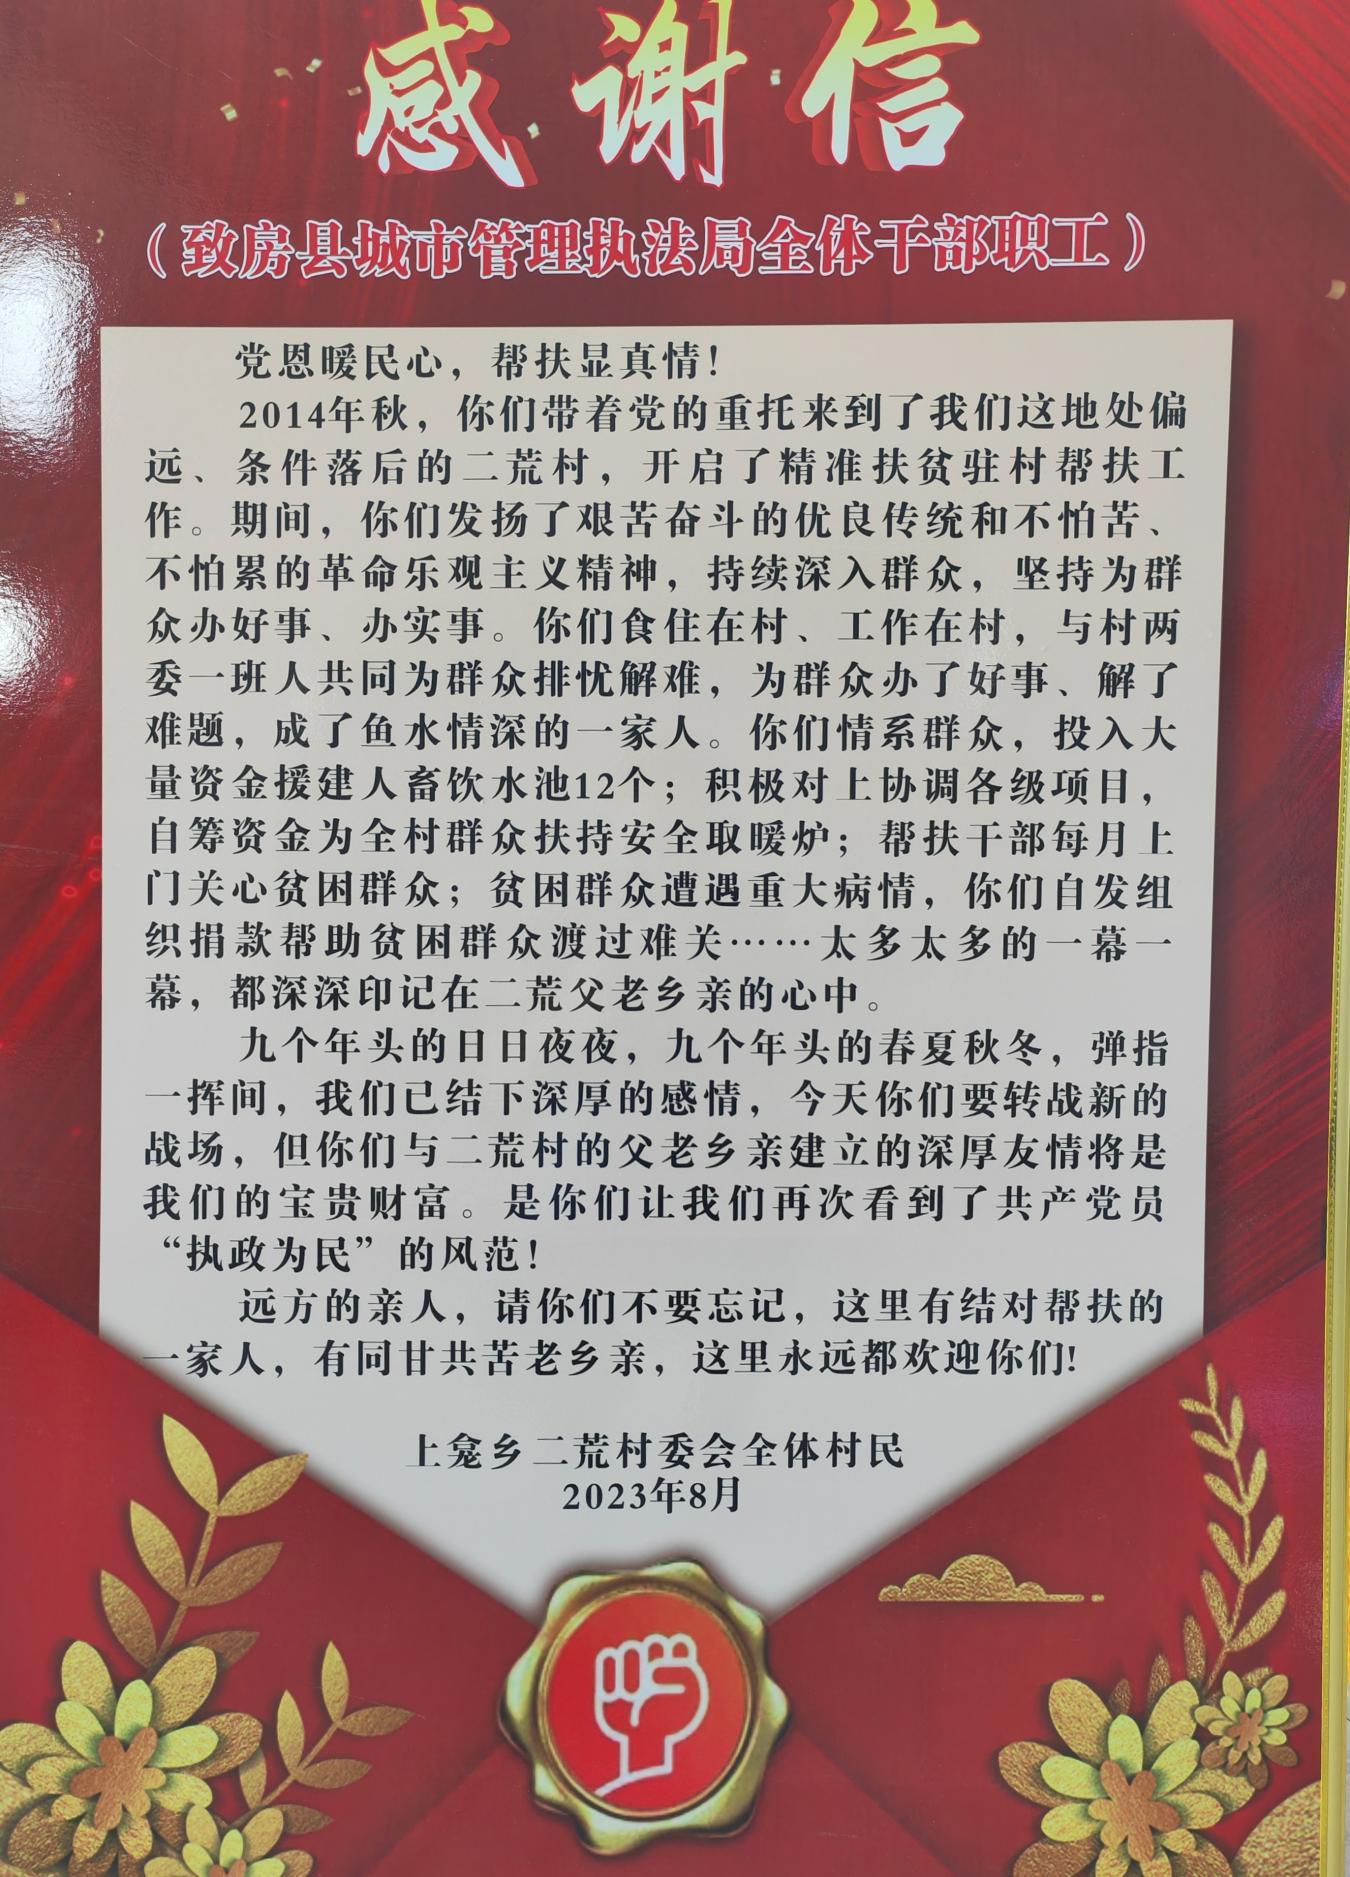 感谢信
（致房县城市管理执法局全体干部职工）
党恩暖民心，帮扶显真情！
2014年秋，你们带着党的重托来到了我们这地处偏
远、条件落后的二荒村，开启了精准扶贫驻村帮扶工
作。期间，你们发扬了艰苦奋斗的优良传统和不怕苦、
不怕累的革命乐观主义精神，持续深入群众，坚持为群
众办好事、办实事。你们食住在村、工作在村，与村两
委一班人共同为群众排忧解难，为群众办了好事、解了
难题，成了鱼水情深的一家人。你们情系群众，投入大
量资金援建人畜饮水池12个；积极对上协调各级项目，
自筹资金为全村群众扶持安全取暖炉；帮扶干部每月上
门关心贫困群众；贫困群众遭遇重大病情，你们自发组
织捐款帮助贫困群众渡过难关……太多太多的一幕一
幕，都深深印记在二荒父老乡亲的心中。
九个年头的日日夜夜，九个年头的春夏秋冬，弹指
一挥间，我们已结下深厚的感情，今天你们要转战新的
战场，但你们与二荒村的父老乡亲建立的深厚友情将是
我们的宝贵财富。是你们让我们再次看到了共产党员
“执政为民”的风范！
远方的亲人，请你们不要忘记，这里有结对帮扶的
一家人，有同甘共苦老乡亲，这里永远都欢迎你们!
上龛乡二荒村委会全体村民
2023年8月